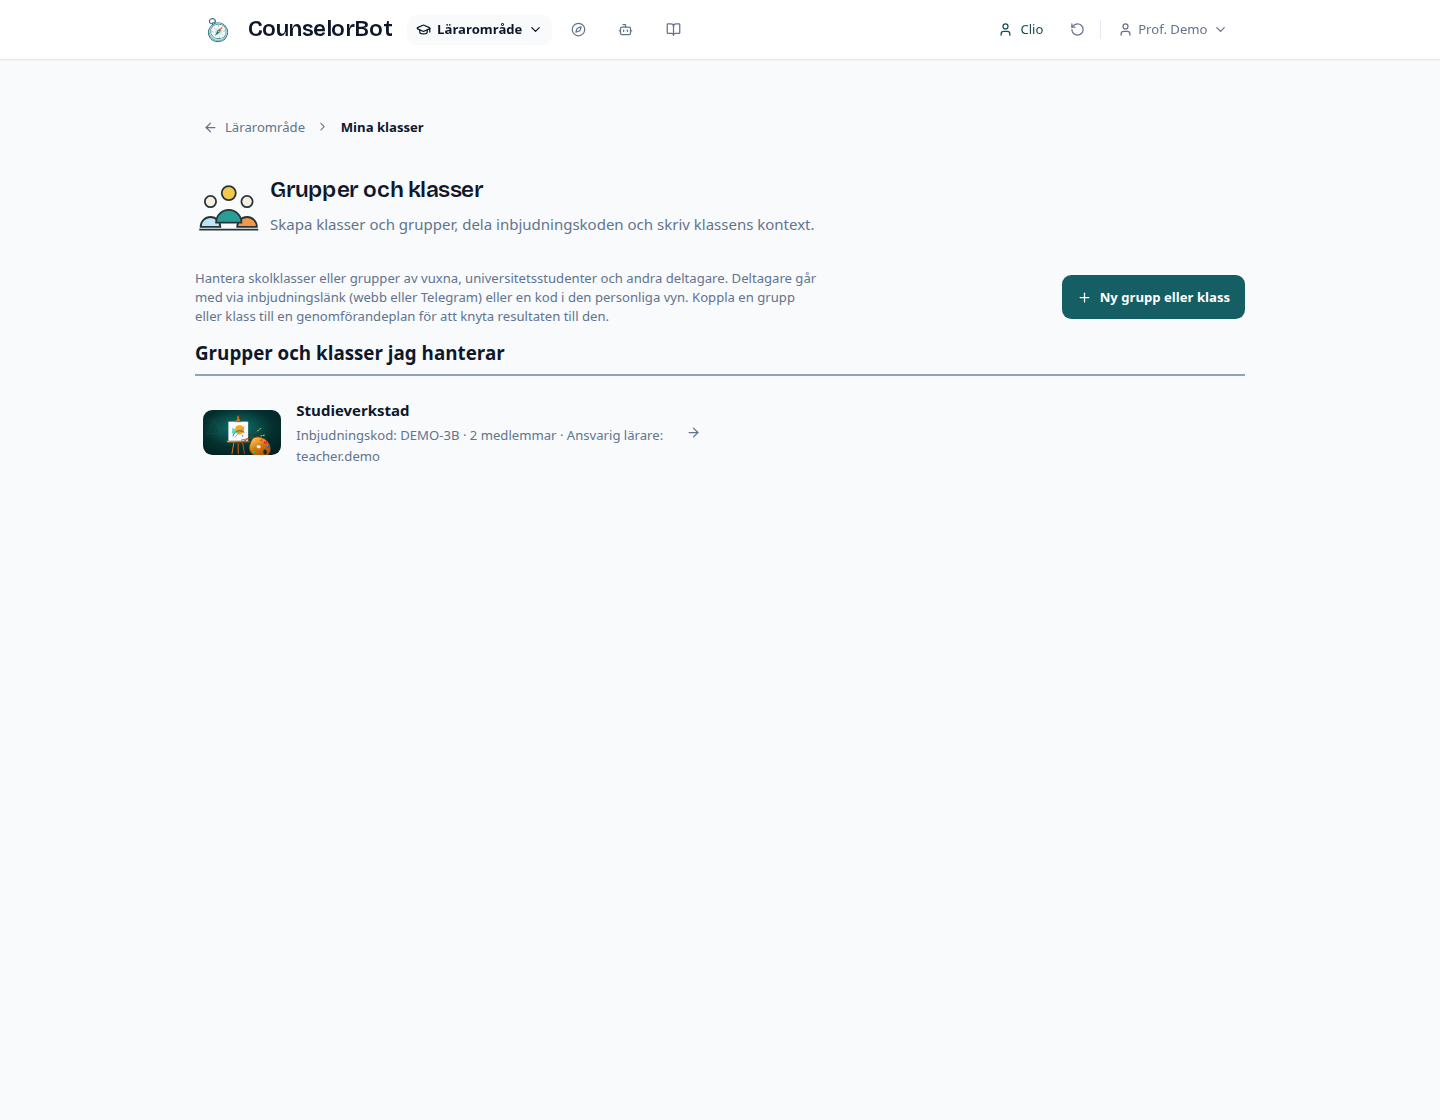 CounselorBot
Lärarområde
Clio
Prof. Demo
Lärarområde
Mina klasser
Grupper och klasser
Skapa klasser och grupper, dela inbjudningskoden och skriv klassens kontext.
Hantera skolklasser eller grupper av vuxna, universitetsstudenter och andra deltagare. Deltagare går
med via inbjudningslänk (webb eller Telegram) eller en kod i den personliga vyn. Koppla en grupp
eller klass till en genomförandeplan för att knyta resultaten till den.
Ny grupp eller klass
Grupper och klasser jag hanterar
Studieverkstad
Inbjudningskod: DEMO-3B · 2 medlemmar · Ansvarig lärare:
teacher.demo